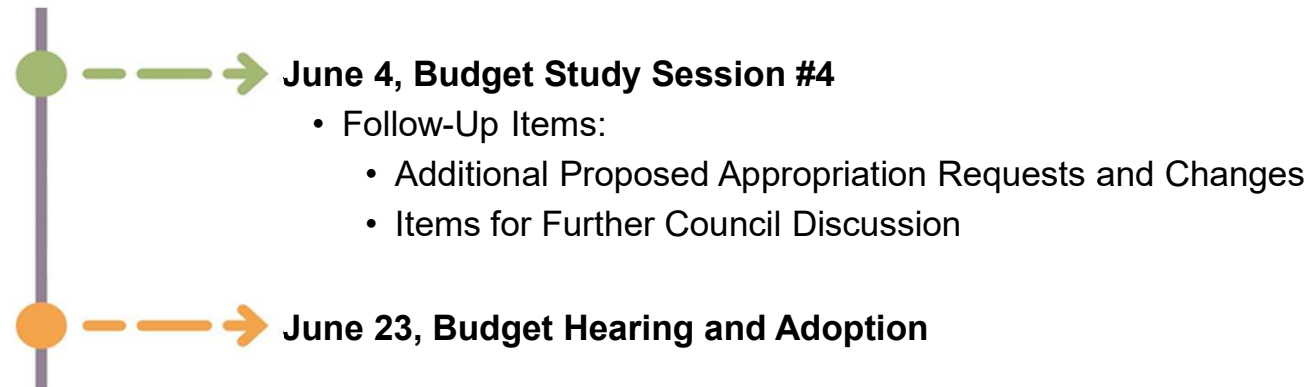 June 4, Budget Study Session #4
• Follow-Up Items:
• Additional Proposed Appropriation Requests and Changes
• Items for Further Council Discussion
June 23, Budget Hearing and Adoption